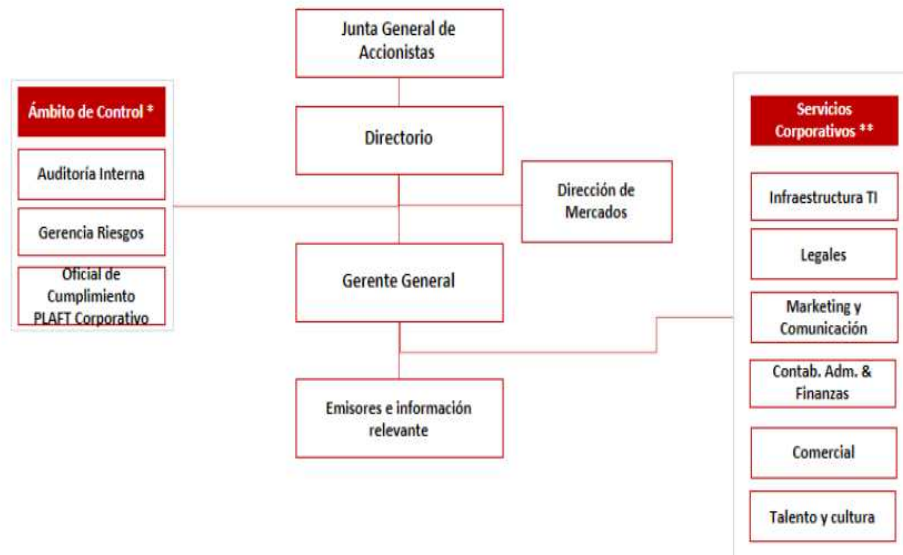 Junta General de
Accionistas
Ámbito de Control *
Auditoría Interna
Gerencia Riesgos
Oficial de
Cumplimiento
PLAFT Corporativo
Directorio
Dirección de
Mercados
Gerente General
Emisores e información
relevante
Servicios
Corporativos **
Infraestructura TI
Legales
Marketing y
Comunicación
Contab. Adm. &
Finanzas
Comercial
Talento y cultura